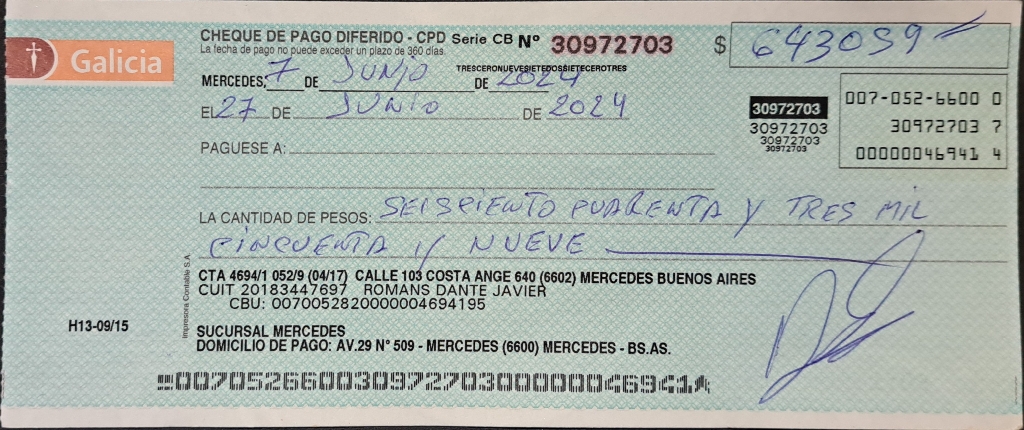 Galicia
CHEQUE DE PAGO DIFERIDO - CPD Serie CB Nº 30972703 $ 643059
La fecha de pago no puede exceder un plazo de 360 días.
TRESCERONUEVESIETEDOSSIETECEROTRES
MERCEDES, 7 DE JUNIO DE 2024
EL 27 DE JUNIO DE 2024
007-052-6600 0
30972703 7
00000046941 4
30972703
30972703
30972703
30972703
PAGUESE A:
LA CANTIDAD DE PESOS: SEISCIENTO CUARENTA Y TRES MIL
CINCUENTA Y NUEVE
CTA 4694/1 052/9 (04/17) CALLE 103 COSTA ANGE 640 (6602) MERCEDES BUENOS AIRES
CUIT 20183447697 ROMANS DANTE JAVIER
CBU: 0070052820000004694195
Impresora Contable S.A.
H13-09/15
SUCURSAL MERCEDES
DOMICILIO DE PAGO: AV.29 N° 509 - MERCEDES (6600) MERCEDES - BS.AS.
00705266003097270300000046941